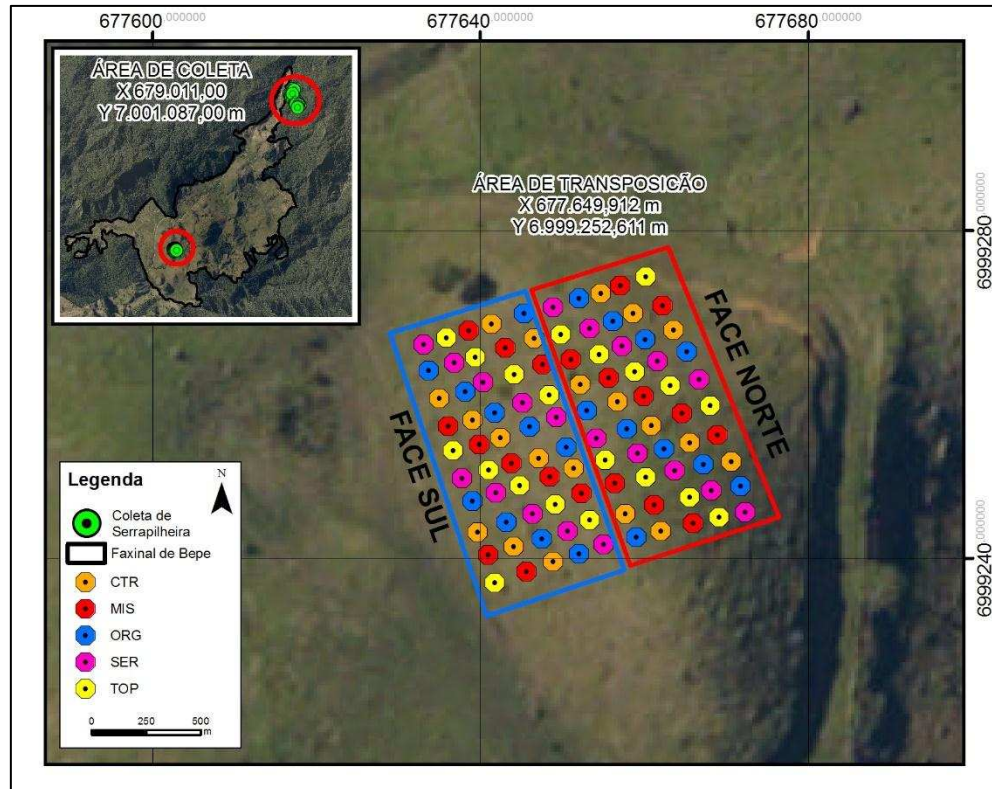 677600,000000
677640,000000
677680,000000
ÁREA DE COLETA
X 679.011,00
Y 7.001.087,00 m
ÁREA DE TRANSPOSICÃO
X 677.649,912 m
Y 6.999.252,611 m
6999280,000000
FACE NORTE
FACE SUL
6999240,000000
Legenda
N
Coleta de
Serrapilheira
Faxinal de Bepe
CTR
MIS
ORG
SER
TOP
0 250 500
m